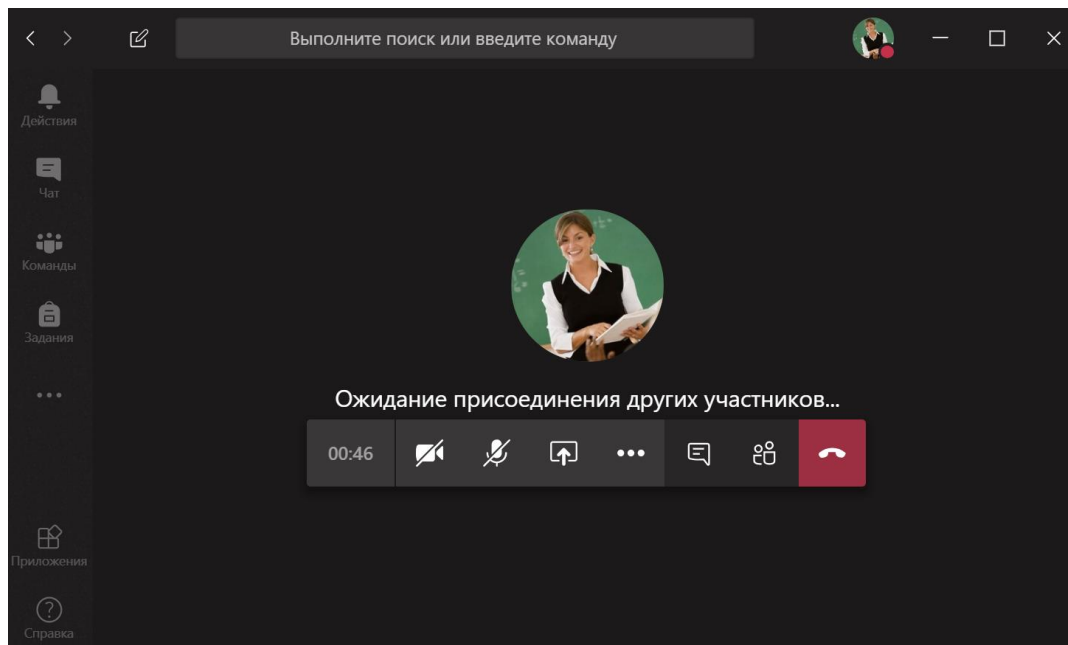 Выполните поиск или введите команду
Действия
Чат
Команды
Задания
Приложения
Справка
Ожидание присоединения других участников...
00:46